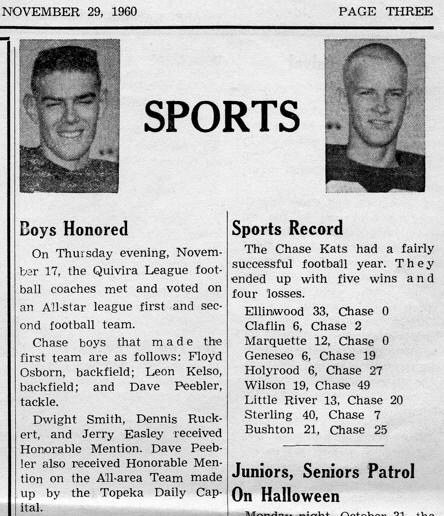 NOVEMBER 29, 1960 PAGE THREE
SPORTS
Boys Honored
On Thursday evening, Novem-
ber 17, the Quivira League foot-
ball coaches met and voted on
an All-star league first and sec-
ond football team.
Chase boys that made the
first team are as follows: Floyd
Osborn, backfield; Leon Kelso,
backfield; and Dave Peebler,
tackle.
Dwight Smith, Dennis Ruck-
ert, and Jerry Easley received
Honorable Mention. Dave Peeb-
ler also received Honorable Men-
tion on the All-area Team made
up by the Topeka Daily Cap-
ital.
Sports Record
The Chase Kats had a fairly
successful football year. They
ended up with five wins and
four losses.
Ellinwood 33, Chase 0
Claflin 6, Chase 2
Marquette 12, Chase 0
Geneseo 6, Chase 19
Holyrood 6, Chase 27
Wilson 19, Chase 49
Little River 13, Chase 20
Sterling 40, Chase 7
Bushton 21, Chase 25
Juniors, Seniors Patrol
On Halloween
Monday night, October 31, the